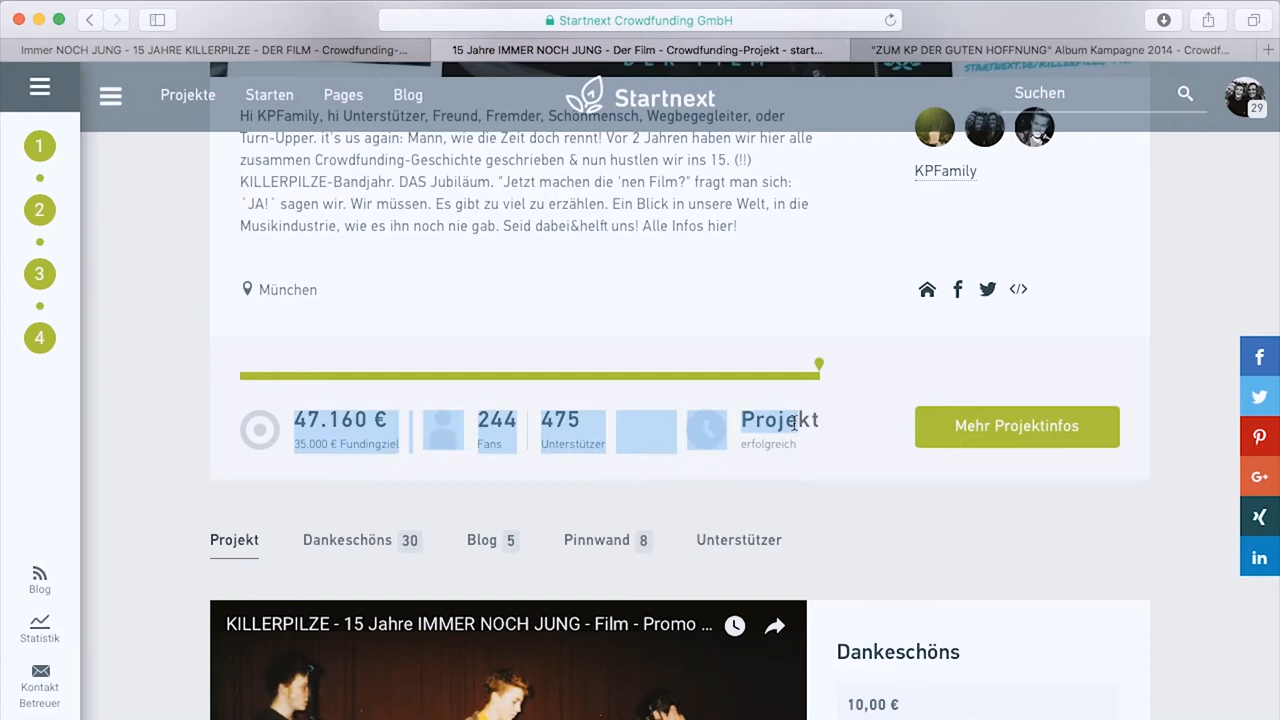 Startnext Crowdfunding GmbH
Immer NOCH JUNG - 15 JAHRE KILLERPILZE - DER FILM - Crowdfunding-...
15 Jahre IMMER NOCH JUNG - Der Film - Crowdfunding-Projekt - start...
"ZUM KP DER GUTEN HOFFNUNG" Album Kampagne 2014 - Crowdf...
STARTNEXT.DE/KILLERPILZE
Projekte
Starten
Pages
Blog
Startnext
Suchen
29
1
2
3
4
Hi KPFamily, hi Unterstützer, Freund, Fremder, Schönmensch, Wegbegegleiter, oder
Turn-Upper. it's us again: Mann, wie die Zeit doch rennt! Vor 2 Jahren haben wir hier alle
zusammen Crowdfunding-Geschichte geschrieben & nun hustlen wir ins 15. (!!)
KILLERPILZE-Bandjahr. DAS Jubiläum. "Jetzt machen die 'nen Film?" fragt man sich:
`JA!` sagen wir. Wir müssen. Es gibt zu viel zu erzählen. Ein Blick in unsere Welt, in die
Musikindustrie, wie es ihn noch nie gab. Seid dabei&helft uns! Alle Infos hier!
KPFamily
München
47.160 €
35.000 € Fundingziel
244
Fans
475
Unterstützer
Projekt
erfolgreich
Mehr Projektinfos
Projekt
Dankeschöns 30
Blog 5
Pinnwand 8
Unterstützer
KILLERPILZE - 15 Jahre IMMER NOCH JUNG - Film - Promo ...
Dankeschöns
10,00 €
Blog
Statistik
Kontakt
Betreuer